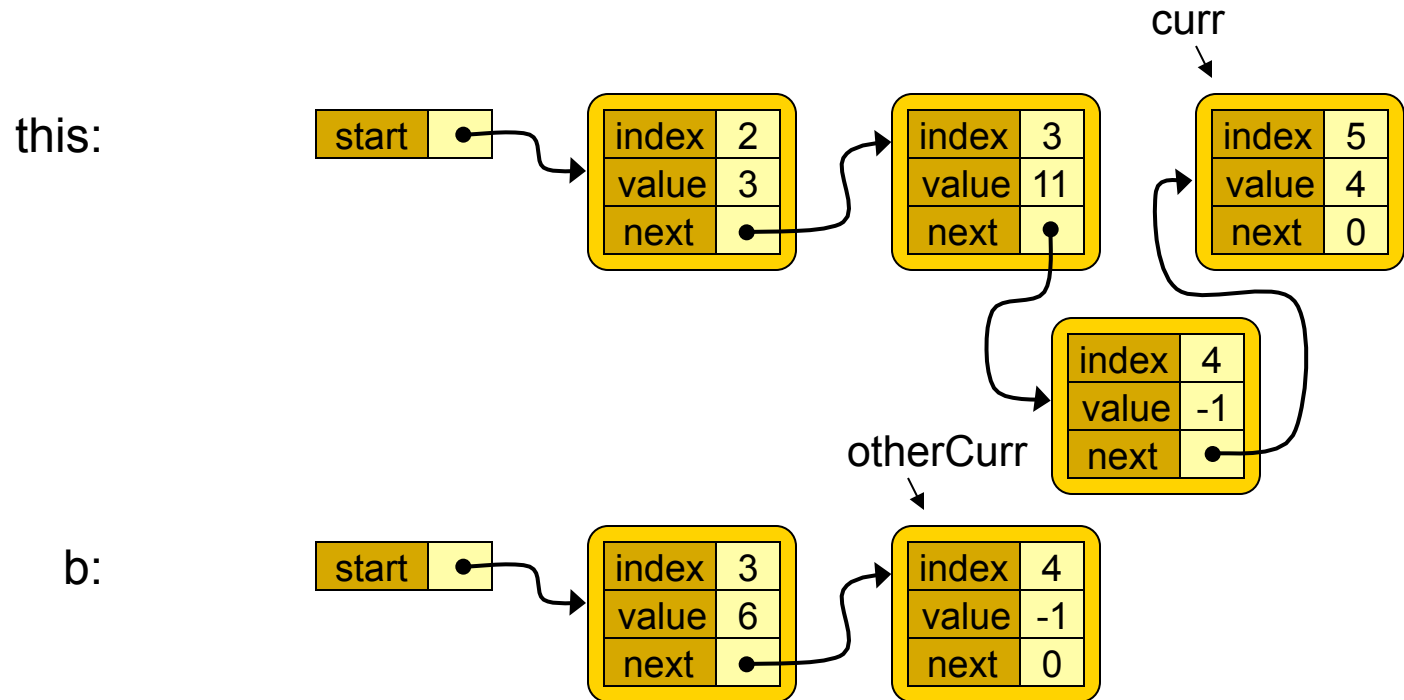 curr
this:
start
index 2
value 3
next
index 3
value 11
next
index 5
value 4
next 0
index 4
value -1
next
otherCurr
b:
start
index 3
value 6
next
index 4
value -1
next 0